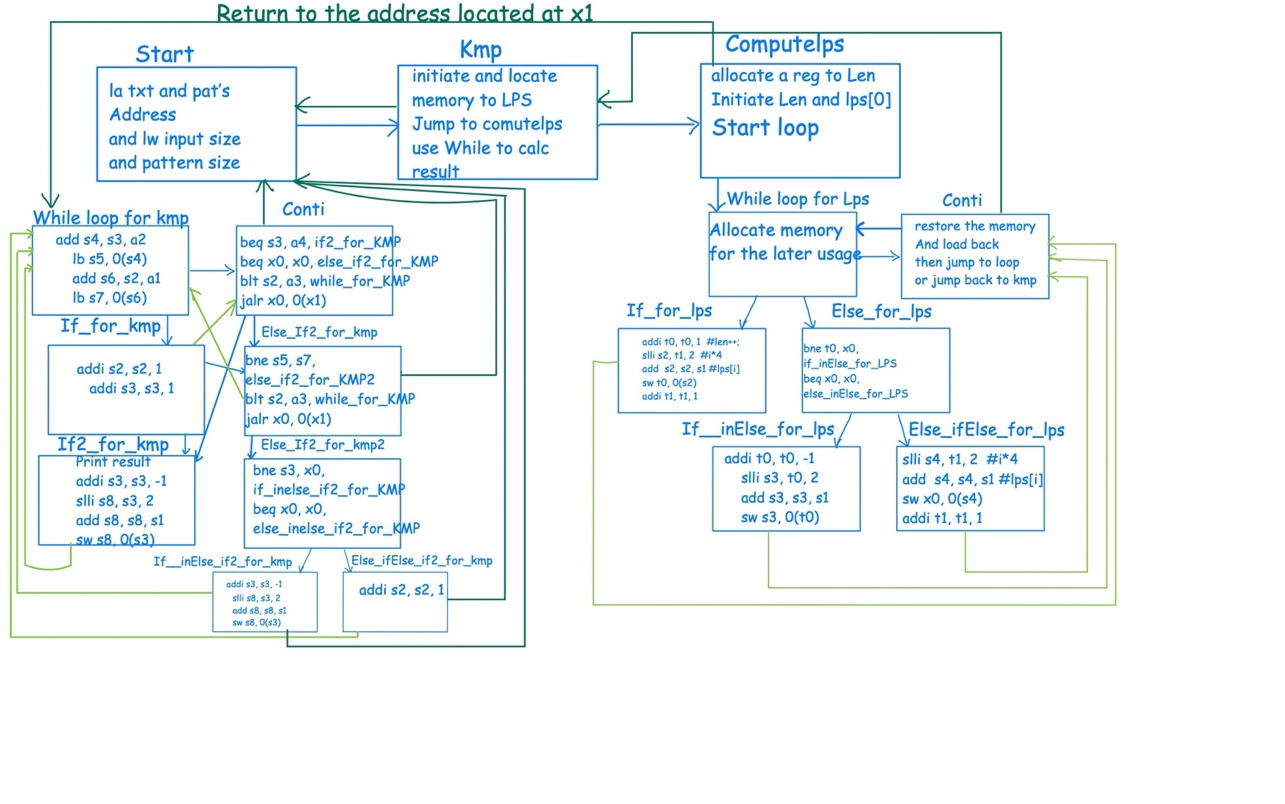 Return to the address located at x1
Start
la txt and pat's
Address
and lw input size
and pattern size
Kmp
initiate and locate
memory to LPS
Jump to comutelps
use While to calc
result
Computelps
allocate a reg to Len
Initiate Len and lps[0]
Start loop
While loop for kmp
add s4, s3, a2
lb s5, 0(s4)
add s6, s2, a1
lb s7, 0(s6)
Conti
beq s3, a4, if2_for_KMP
beq x0, x0, else_if2_for_KMP
blt s2, a3, while_for_KMP
jalr x0, 0(x1)
If_for_kmp
addi s2, s2, 1
addi s3, s3, 1
Else_If2_for_kmp
bne s5, s7,
else_if2_for_KMP2
blt s2, a3, while_for_KMP
jalr x0, 0(x1)
If2_for_kmp
Print result
addi s3, s3, -1
slli s8, s3, 2
add s8, s8, s1
sw s8, 0(s3)
Else_If2_for_kmp2
bne s3, x0,
if_inelse_if2_for_KMP
beq x0, x0,
else_inelse_if2_for_KMP
If__inElse_if2_for_kmp
addi s3, s3, -1
slli s8, s3, 2
add s8, s8, s1
sw s8, 0(s3)
Else_ifElse_if2_for_kmp
addi s2, s2, 1
While loop for Lps
Allocate memory
for the later usage
Conti
restore the memory
And load back
then jump to loop
or jump back to kmp
If_for_lps
addi t0, t0, 1 #len++;
slli s2, t1, 2 #i*4
add s2, s2, s1 #lps[i]
sw t0, 0(s2)
addi t1, t1, 1
Else_for_lps
bne t0, x0,
if_inElse_for_LPS
beq x0, x0,
else_inElse_for_LPS
If__inElse_for_lps
addi t0, t0, -1
slli s3, t0, 2
add s3, s3, s1
sw s3, 0(t0)
Else_ifElse_for_lps
slli s4, t1, 2 #i*4
add s4, s4, s1 #lps[i]
sw x0, 0(s4)
addi t1, t1, 1